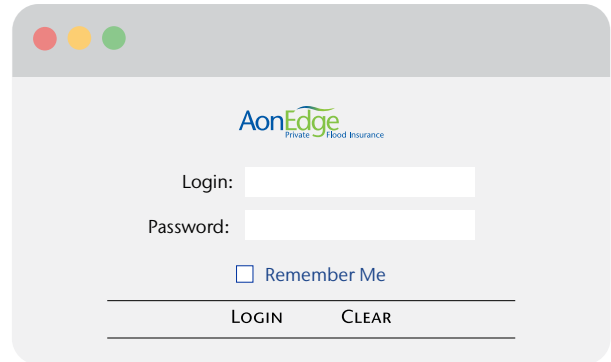 AonEdge
Private Flood Insurance
Login:
Password:
Remember Me
LOGIN CLEAR